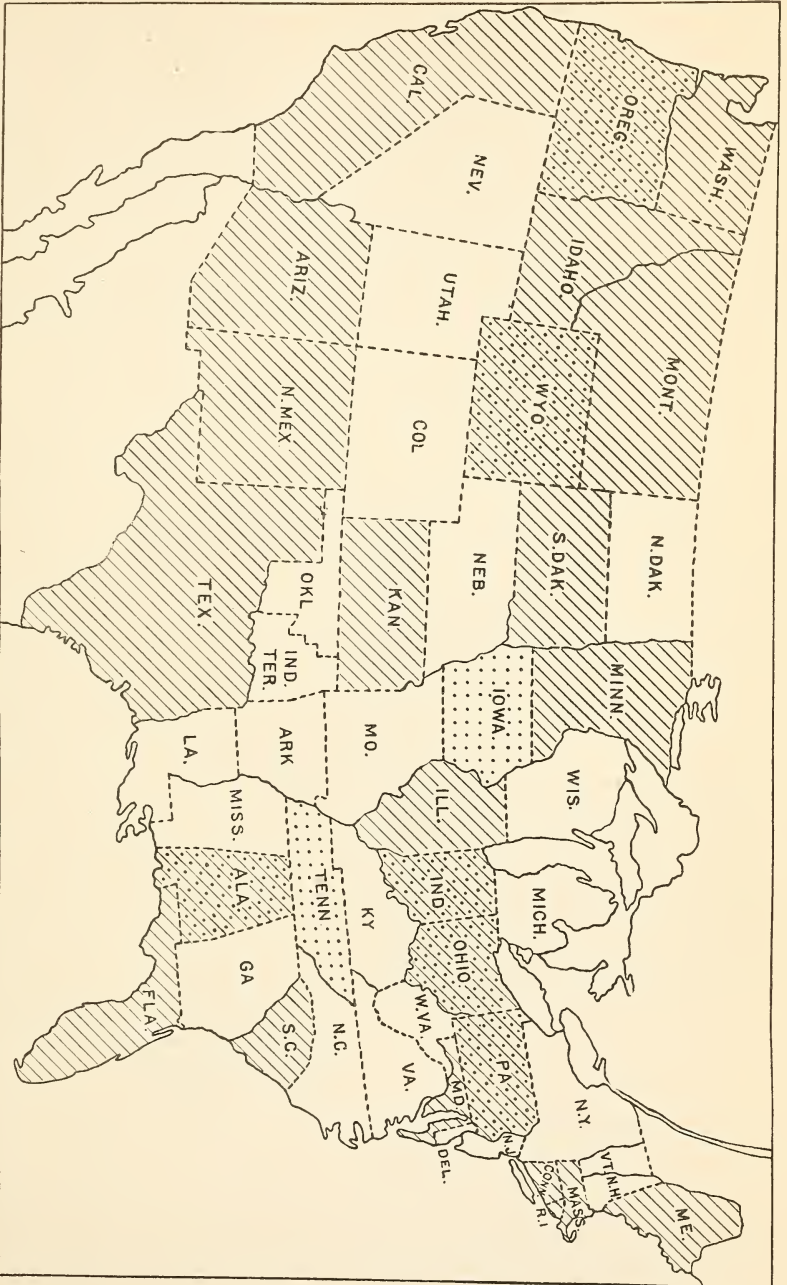 WASH.
OREG
CAL.
NEV.
IDAHO.
MONT.
WYO.
UTAH.
ARIZ.
N.MEX
COL
N.DAK.
S.DAK.
NEB.
KAN
OKL
IND.
TER.
TEX.
MINN.
IOWA
MO.
ARK
LA.
WIS.
ILL.
MICH.
IND
OHIO
KY
TENN
MISS.
ALA
GA
FLA.
S.C.
N.C.
VA.
W.VA.
MD.
DEL.
PA
N.J.
N.Y.
CONN
R.I
MASS.
VT.
N.H.
ME.